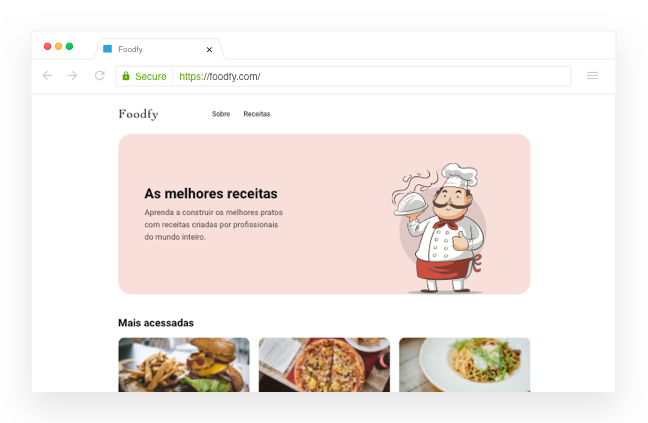 Foodfy
Secure https://foodfy.com/
Foodfy Sobre Receitas
As melhores receitas
Aprenda a construir os melhores pratos
com receitas criadas por profissionais
do mundo inteiro.
Mais acessadas